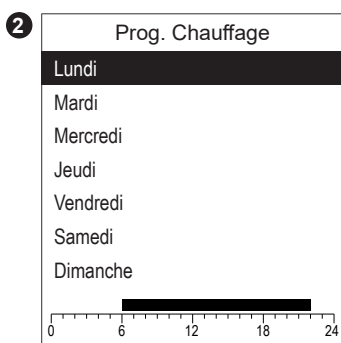 2
Prog. Chauffage
Lundi
Mardi
Mercredi
Jeudi
Vendredi
Samedi
Dimanche
0 6 12 18 24